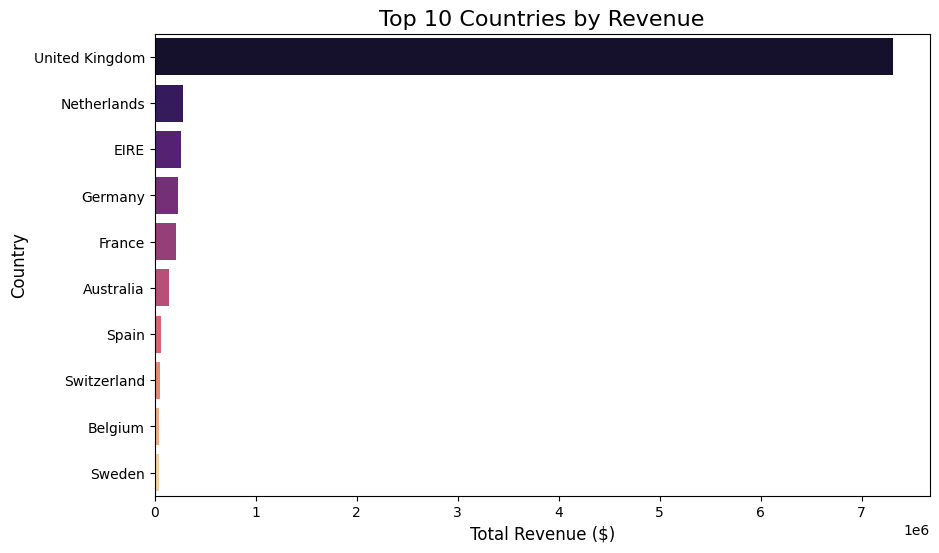 Top 10 Countries by Revenue
Country
United Kingdom
Netherlands
EIRE
Germany
France
Australia
Spain
Switzerland
Belgium
Sweden
0 1 2 3 4 5 6 7
1e6
Total Revenue ($)